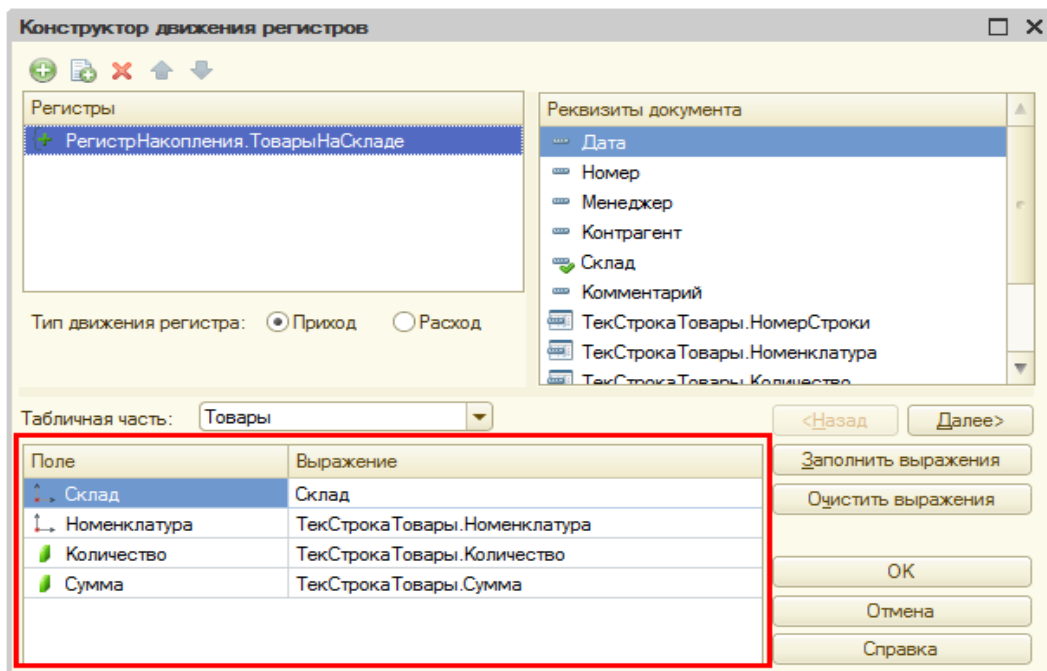 Конструктор движения регистров
Регистры
РегистрНакопления.ТоварыНаСкладе
Тип движения регистра: Приход Расход
Реквизиты документа
Дата
Номер
Менеджер
Контрагент
Склад
Комментарий
ТекСтрокаТовары.НомерСтроки
ТекСтрокаТовары.Номенклатура
ТекСтрокаТовары.Количество
Табличная часть: Товары
<Назад Далее>
Поле Выражение
Склад Склад
Номенклатура ТекСтрокаТовары.Номенклатура
Количество ТекСтрокаТовары.Количество
Сумма ТекСтрокаТовары.Сумма
Заполнить выражения
Очистить выражения
OK
Отмена
Справка